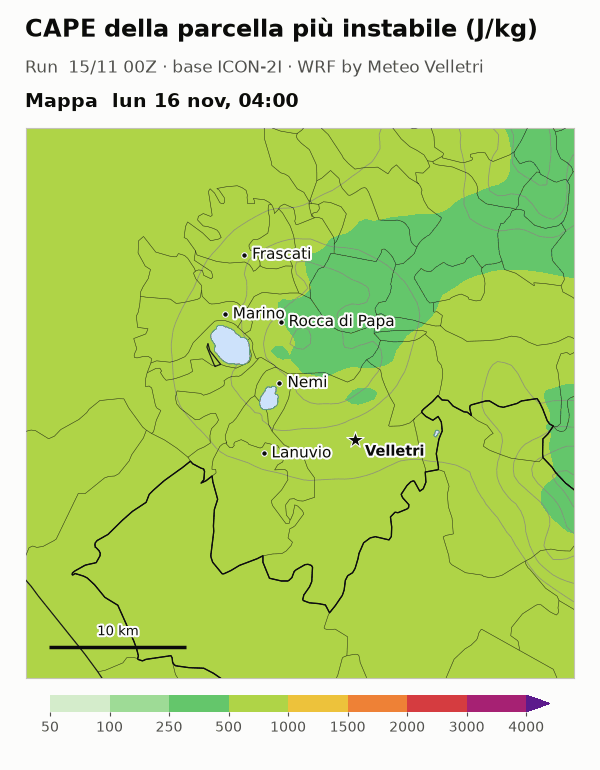 CAPE della parcella più instabile (J/kg)
Run  15/11 00Z · base ICON-2I · WRF by Meteo Velletri
Mappa  lun 16 nov, 04:00
Frascati
Marino
Rocca di Papa
Nemi
Velletri
Lanuvio
10 km
50 100 250 500 1000 1500 2000 3000 4000